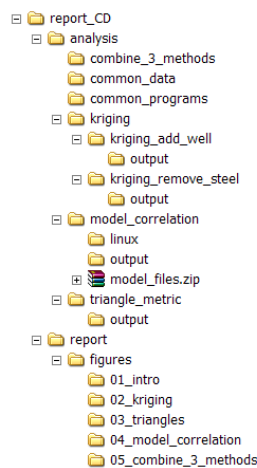 report_CD
analysis
combine_3_methods
common_data
common_programs
kriging
kriging_add_well
output
kriging_remove_steel
output
model_correlation
linux
output
model_files.zip
triangle_metric
output
report
figures
01_intro
02_kriging
03_triangles
04_model_correlation
05_combine_3_methods